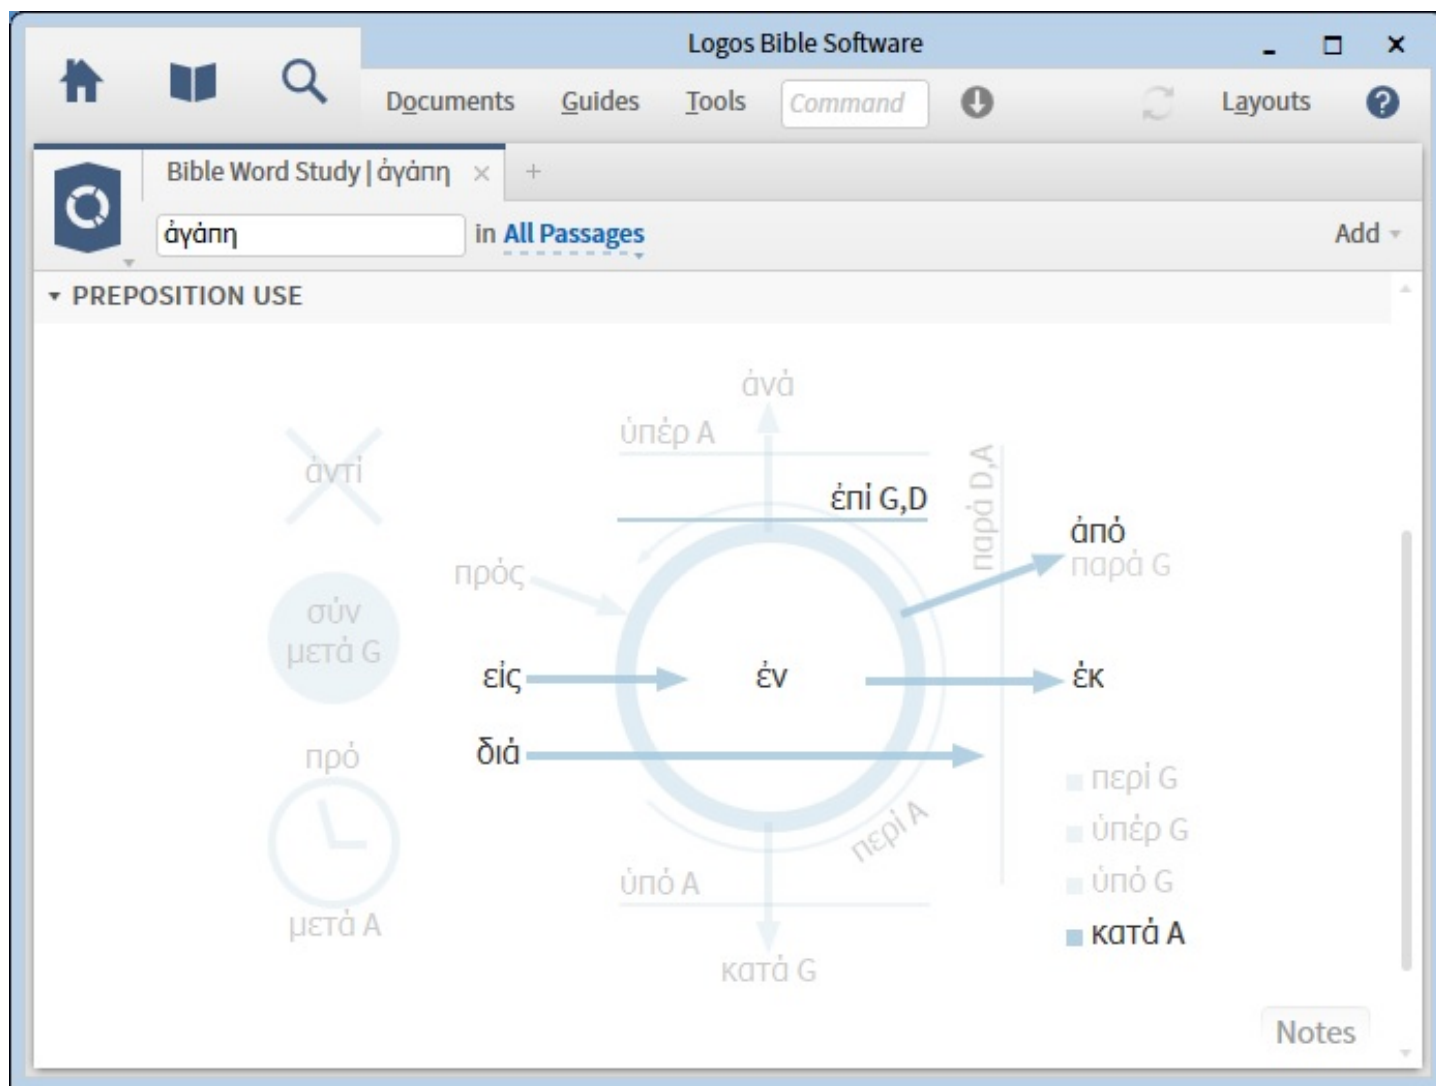 Logos Bible Software
Documents Guides Tools Command Layouts
Bible Word Study | ἀγάπη
ἀγάπη in All Passages Add
PREPOSITION USE
ἀνά
ὑπέρ A
ἀντί
παρά D,A
ἐπί G,D
ἀπό
παρά G
πρός
σύν
μετά G
εἰς ἐν ἐκ
διά
πρό
περί G
ὑπέρ G
περί A
ὑπό A
ὑπό G
μετά A
κατά A
κατά G
Notes